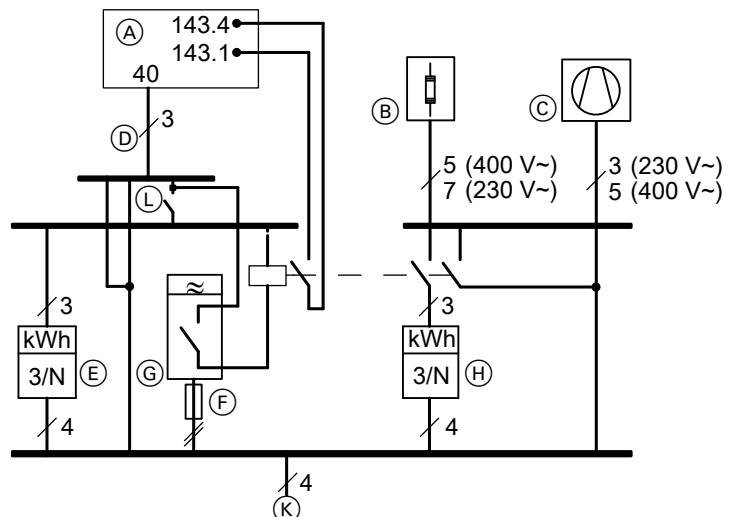 A
143.4
143.1
40
B
C
D
3
5 (400 V~)
7 (230 V~)
3 (230 V~)
5 (400 V~)
L
≈
3
kWh
3/N
E
G
F
3
kWh
3/N
H
4
4
4
K